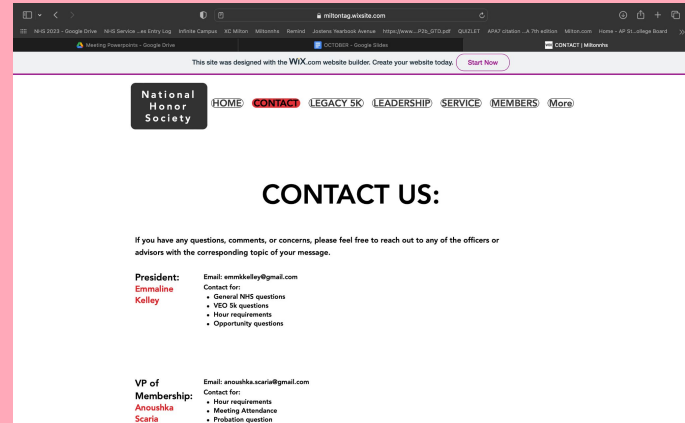 miltontag.wixsite.com
NHS 2023 - Google Drive NHS Service ...es Entry Log Infinite Campus XC Milton Miltonnhs Remind Jostens Yearbook Avenue https://www....P2b_GTD.pdf QUIZLET APA7 citation ...A 7th edition Milton.com Home - AP St...ollege Board
Meeting Powerpoints - Google Drive OCTOBER - Google Slides CONTACT | Miltonnhs
This site was designed with the WiX.com website builder. Create your website today. Start Now
National
Honor
Society
HOME CONTACT LEGACY 5K LEADERSHIP SERVICE MEMBERS More
CONTACT US:
If you have any questions, comments, or concerns, please feel free to reach out to any of the officers or
advisors with the corresponding topic of your message.
President:
Emmaline
Kelley
Email: emmkkelley@gmail.com
Contact for:
• General NHS questions
• VEO 5k questions
• Hour requirements
• Opportunity questions
VP of
Membership:
Anoushka
Scaria
Email: anoushka.scaria@gmail.com
Contact for:
• Hour requirements
• Meeting Attendance
• Probation question